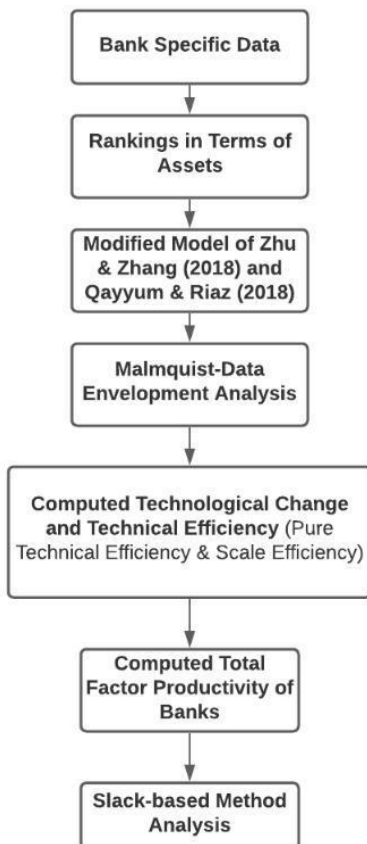 Bank Specific Data
Rankings in Terms of
Assets
Modified Model of Zhu
& Zhang (2018) and
Qayyum & Riaz (2018)
Malmquist-Data
Envelopment Analysis
Computed Technological Change
and Technical Efficiency (Pure
Technical Efficiency & Scale Efficiency)
Computed Total
Factor Productivity of
Banks
Slack-based Method
Analysis